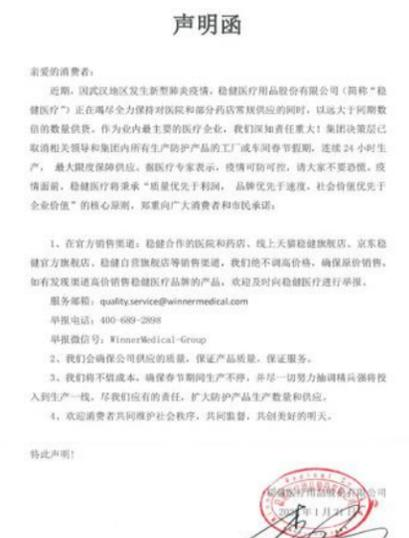 声明函
亲爱的消费者：
近期，因武汉地区发生新型肺炎疫情，稳健医疗用品股份有限公司（简称“稳
健医疗”）正在竭尽全力保持对医院和部分药店常规供应的同时，以远大于同期数
倍的数量供货。作为业内最主要的医疗企业，我们深知责任重大！集团决策层已
取消相关领导和集团内所有生产防护产品的工厂或车间春节假期，连续 24 小时生
产， 最大限度保障供应。据医疗专家表示，疫情可防可控，请大家不要恐慌。疫
情面前，稳健医疗将秉承“质量优先于利润， 品牌优先于速度，社会价值优先于
企业价值”的核心原则，郑重向广大消费者和市民承诺：
1、在官方销售渠道：稳健合作的医院和药店、线上天猫稳健旗舰店、京东稳
健官方旗舰店、稳健自营旗舰店等销售渠道，我们绝不调高价格，确保原价销售，
如有发现渠道高价销售稳健医疗品牌的产品，欢迎及时向稳健医疗进行举报。
服务邮箱：quality.service@winnermedical.com
举报电话：400-689-2898
举报微信号：WinnerMedical-Group
2、我们会确保公司供应的质量，保证产品质量，保证服务。
3、我们将不惜成本，确保春节期间生产不停，并尽一切努力抽调精兵强将投
入到生产一线，尽我们应有的责任，扩大防护产品生产数量和供应。
4、欢迎消费者共同维护社会秩序，共同监督，共创美好的明天。
特此声明！
稳健医疗用品股份有限公司
1 月 21 日